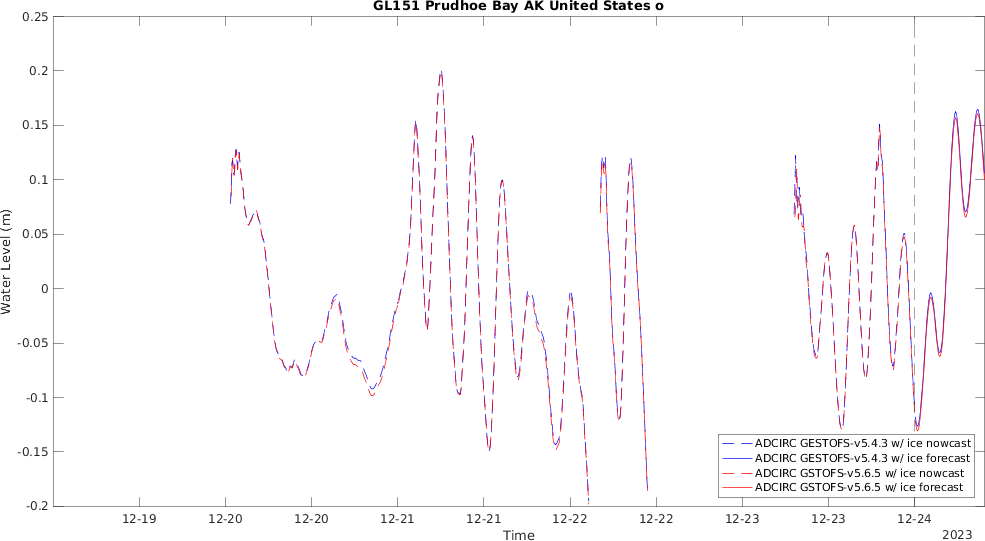 GL151 Prudhoe Bay AK United States o
0.25
0.2
0.15
0.1
0.05
0
-0.05
-0.1
-0.15
-0.2
Water Level (m)
ADCIRC GESTOFS-v5.4.3 w/ ice nowcast
ADCIRC GESTOFS-v5.4.3 w/ ice forecast
ADCIRC GSTOFS-v5.6.5 w/ ice nowcast
ADCIRC GSTOFS-v5.6.5 w/ ice forecast
12-19 12-20 12-20 12-21 12-21 12-22 12-22 12-23 12-23 12-24
Time
2023